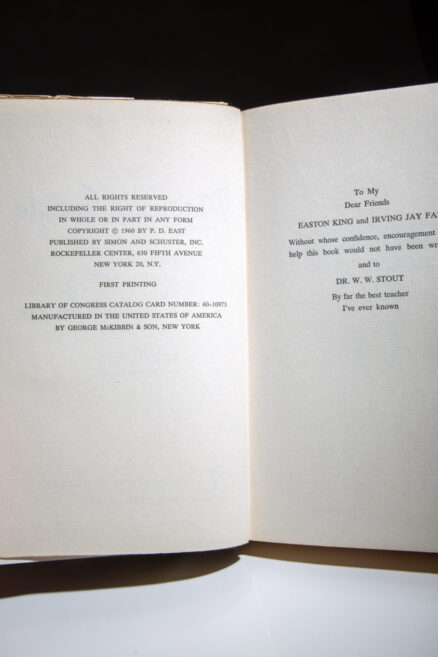 ALL RIGHTS RESERVED
INCLUDING THE RIGHT OF REPRODUCTION
IN WHOLE OR IN PART IN ANY FORM
COPYRIGHT © 1960 BY P. D. EAST
PUBLISHED BY SIMON AND SCHUSTER, INC.
ROCKEFELLER CENTER, 630 FIFTH AVENUE
NEW YORK 20, N.Y.
FIRST PRINTING
LIBRARY OF CONGRESS CATALOG CARD NUMBER: 60-10973
MANUFACTURED IN THE UNITED STATES OF AMERICA
BY GEORGE McKIBBIN & SON, NEW YORK
To My
Dear Friends
EASTON KING and IRVING JAY
Without whose confidence, encouragement
help this book would not have been
and to
DR. W. W. STOUT
By far the best teacher
I've ever known